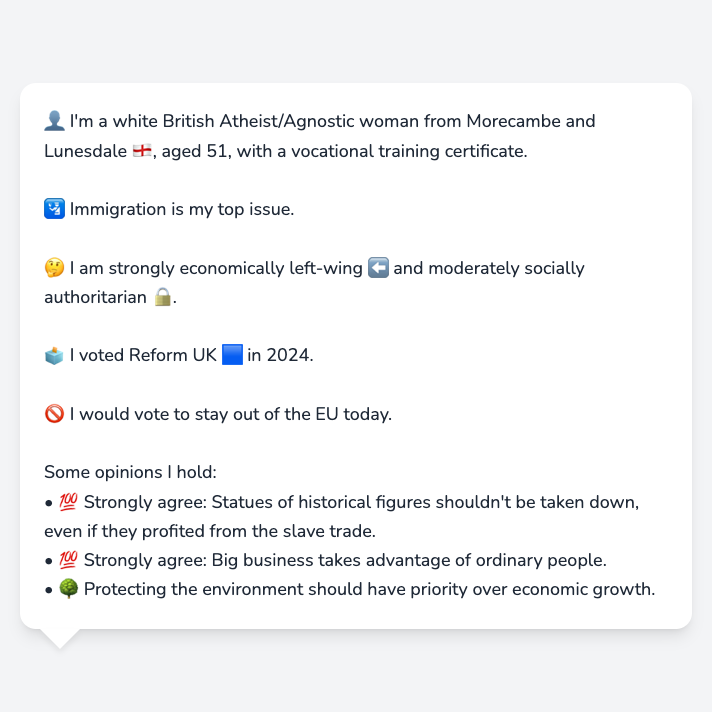 👤 I'm a white British Atheist/Agnostic woman from Morecambe and
Lunesdale 🏴󠁧󠁢󠁥󠁮󠁧󠁿, aged 51, with a vocational training certificate.
🛂 Immigration is my top issue.
🤔 I am strongly economically left-wing ⬅️ and moderately socially
authoritarian 🔒.
🗳️ I voted Reform UK 🟦 in 2024.
🚫 I would vote to stay out of the EU today.
Some opinions I hold:
• 💯 Strongly agree: Statues of historical figures shouldn't be taken down,
even if they profited from the slave trade.
• 💯 Strongly agree: Big business takes advantage of ordinary people.
• 🌳 Protecting the environment should have priority over economic growth.